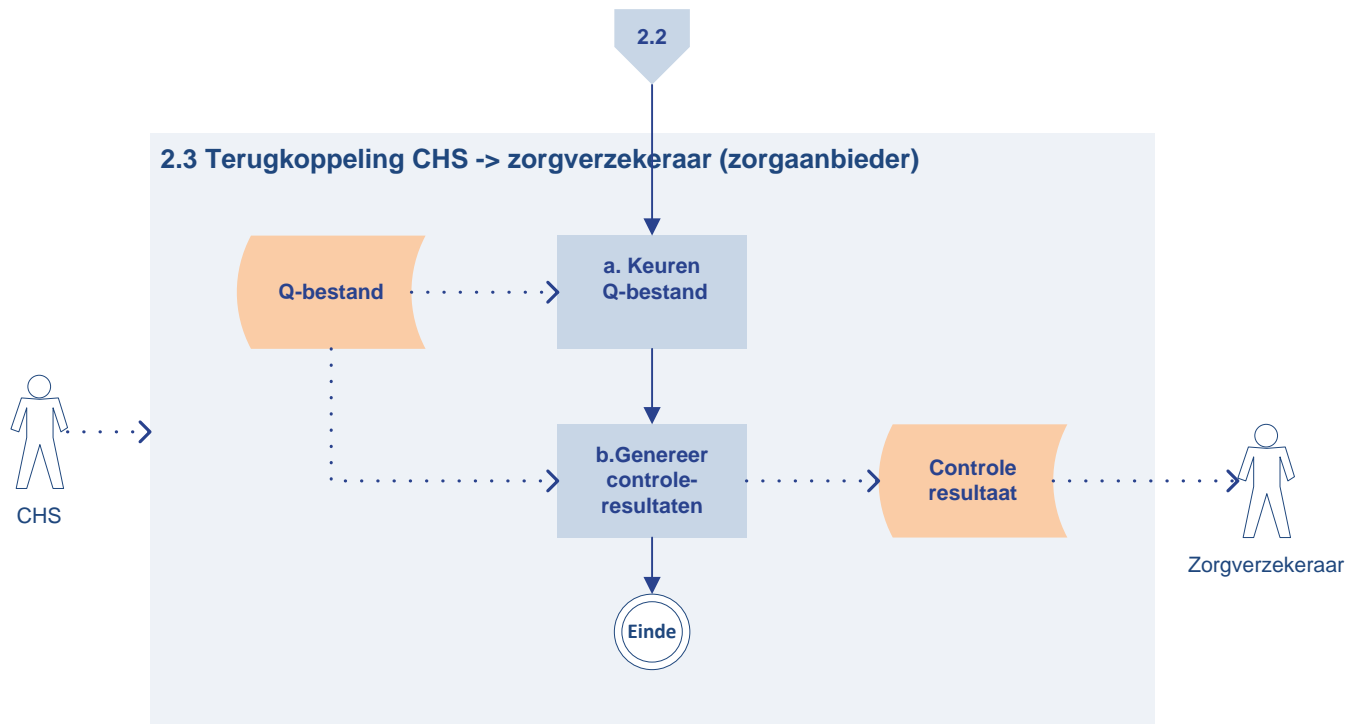 2.2
2.3 Terugkoppeling CHS -> zorgverzekeraar (zorgaanbieder)
Q-bestand
a. Keuren
Q-bestand
CHS
b.Genereer
controle-
resultaten
Controle
resultaat
Zorgverzekeraar
Einde